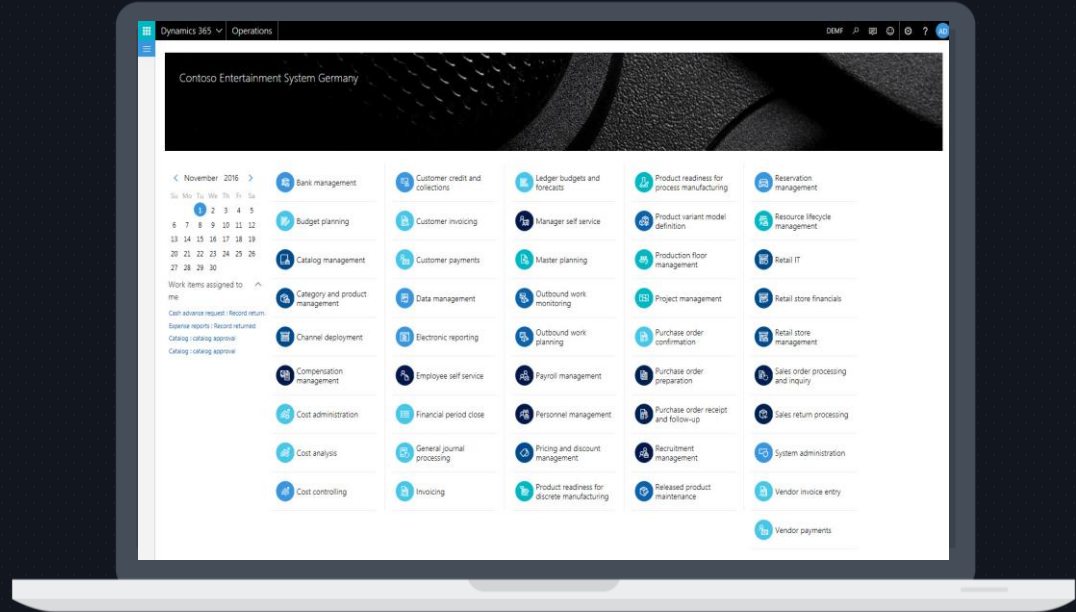 Dynamics 365
Operations
DEMF
?
AD
Contoso Entertainment System Germany
November 2016
Su Mo Tu We Th Fr Sa
1 2 3 4 5
6 7 8 9 10 11 12
13 14 15 16 17 18 19
20 21 22 23 24 25 26
27 28 29 30
Work items assigned to
me
Cash advance request : Record return.
Expense reports : Record returned
Catalog : catalog approval
Catalog : catalog approval
Bank management
Budget planning
Catalog management
Category and product
management
Channel deployment
Compensation
management
Cost administration
Cost analysis
Cost controlling
Customer credit and
collections
Customer invoicing
Customer payments
Data management
Electronic reporting
Employee self service
Financial period close
General journal
processing
Invoicing
Ledger budgets and
forecasts
Manager self service
Master planning
Outbound work
monitoring
Outbound work
planning
Payroll management
Personnel management
Pricing and discount
management
Product readiness for
discrete manufacturing
Product readiness for
process manufacturing
Product variant model
definition
Production floor
management
Project management
Purchase order
confirmation
Purchase order
preparation
Purchase order receipt
and follow-up
Recruitment
management
Released product
maintenance
Reservation
management
Resource lifecycle
management
Retail IT
Retail store financials
Retail store
management
Sales order processing
and inquiry
Sales return processing
System administration
Vendor invoice entry
Vendor payments